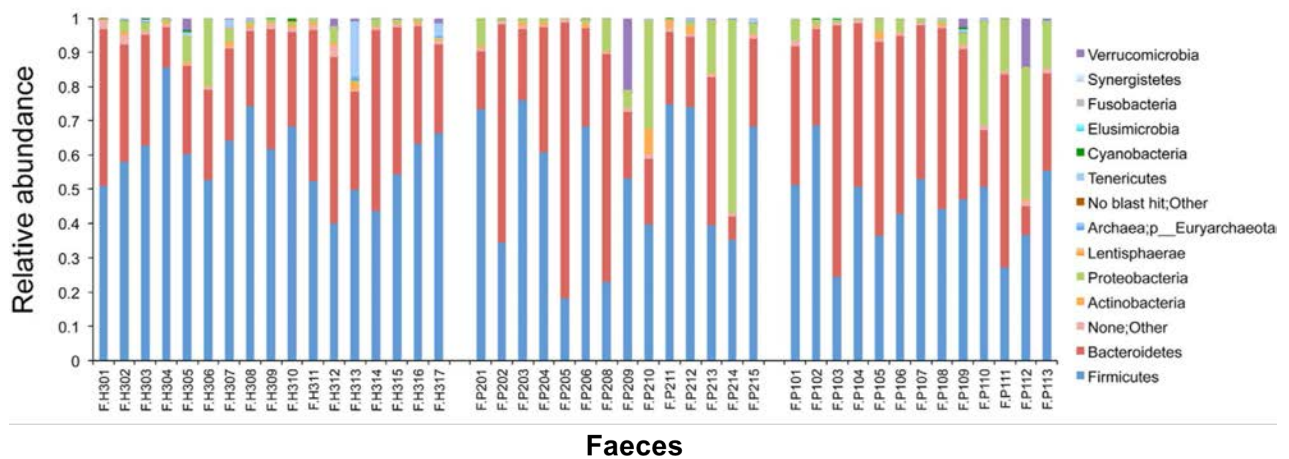 Relative abundance
1
0.9
0.8
0.7
0.6
0.5
0.4
0.3
0.2
0.1
0
F.H301 F.H302 F.H303 F.H304 F.H305 F.H306 F.H307 F.H308 F.H309 F.H310 F.H311 F.H312 F.H313 F.H314 F.H315 F.H316 F.H317 F.P201 F.P202 F.P203 F.P204 F.P205 F.P206 F.P208 F.P209 F.P210 F.P211 F.P212 F.P213 F.P214 F.P215 F.P101 F.P102 F.P103 F.P104 F.P105 F.P106 F.P107 F.P108 F.P109 F.P110 F.P111 F.P112 F.P113
Verrucomicrobia
Synergistetes
Fusobacteria
Elusimicrobia
Cyanobacteria
Tenericutes
No blast hit;Other
Archaea;p__Euryarchaeota
Lentisphaerae
Proteobacteria
Actinobacteria
None;Other
Bacteroidetes
Firmicutes
Faeces